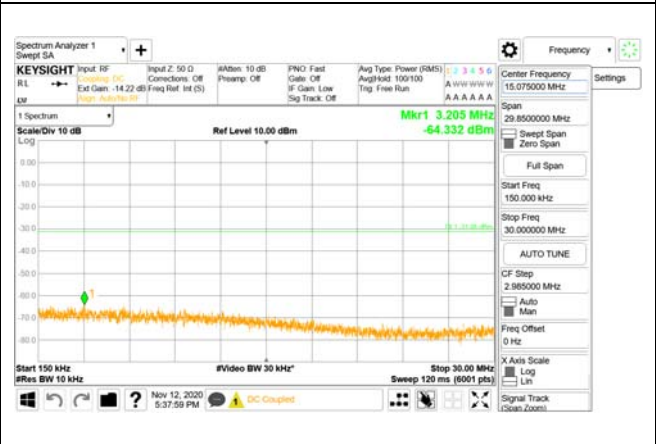 Spectrum Analyzer 1
Swept SA
Frequency
KEYSIGHT
RL
Input: RF
Coupling: DC
Ext Gain: -14.22 dB
Align: Auto/No RF
Input Z: 50 Ω
Corrections: Off
Freq Ref: Int (S)
#Atten: 10 dB
Preamp: Off
PNO: Fast
Gate: Off
IF Gain: Low
Sig Track: Off
Avg Type: Power (RMS)
Avg|Hold: 100/100
Trig: Free Run
1 2 3 4 5 6
A W W W W W
A A A A A A
1 Spectrum
Scale/Div 10 dB
Log
Ref Level 10.00 dBm
Mkr1 3.205 MHz
-64.332 dBm
0.00
-10.0
-20.0
-30.0
-40.0
-50.0
-60.0
-70.0
-80.0
1
Start 150 kHz
#Res BW 10 kHz
#Video BW 30 kHz*
Stop 30.00 MHz
Sweep 120 ms (6001 pts)
Nov 12, 2020
5:37:59 PM
DC Coupled
Center Frequency
15.075000 MHz
Settings
Span
29.8500000 MHz
Swept Span
Zero Span
Full Span
Start Freq
150.000 kHz
Stop Freq
30.000000 MHz
AUTO TUNE
CF Step
2.985000 MHz
Auto
Man
Freq Offset
0 Hz
X Axis Scale
Log
Lin
Signal Track
(Span Zoom)